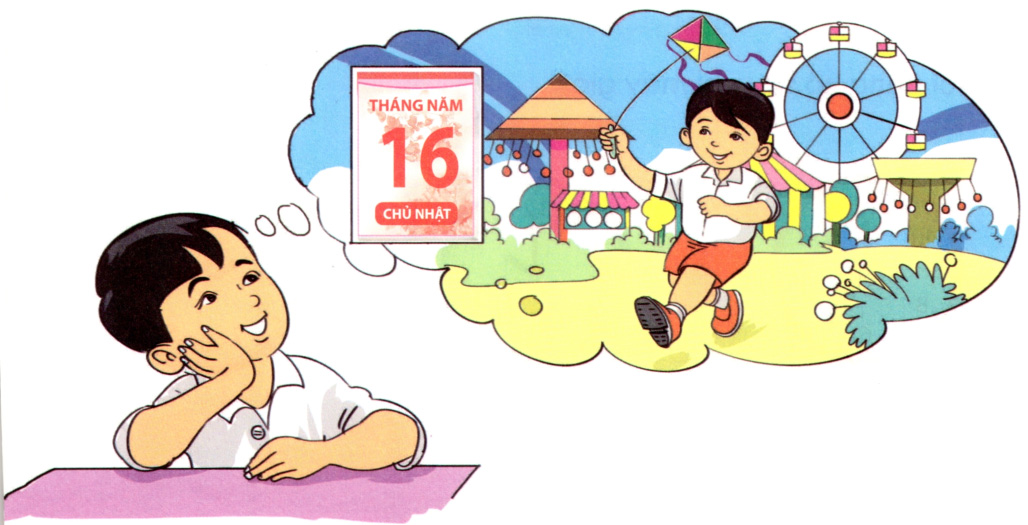 THÁNG NĂM
16
CHỦ NHẬT